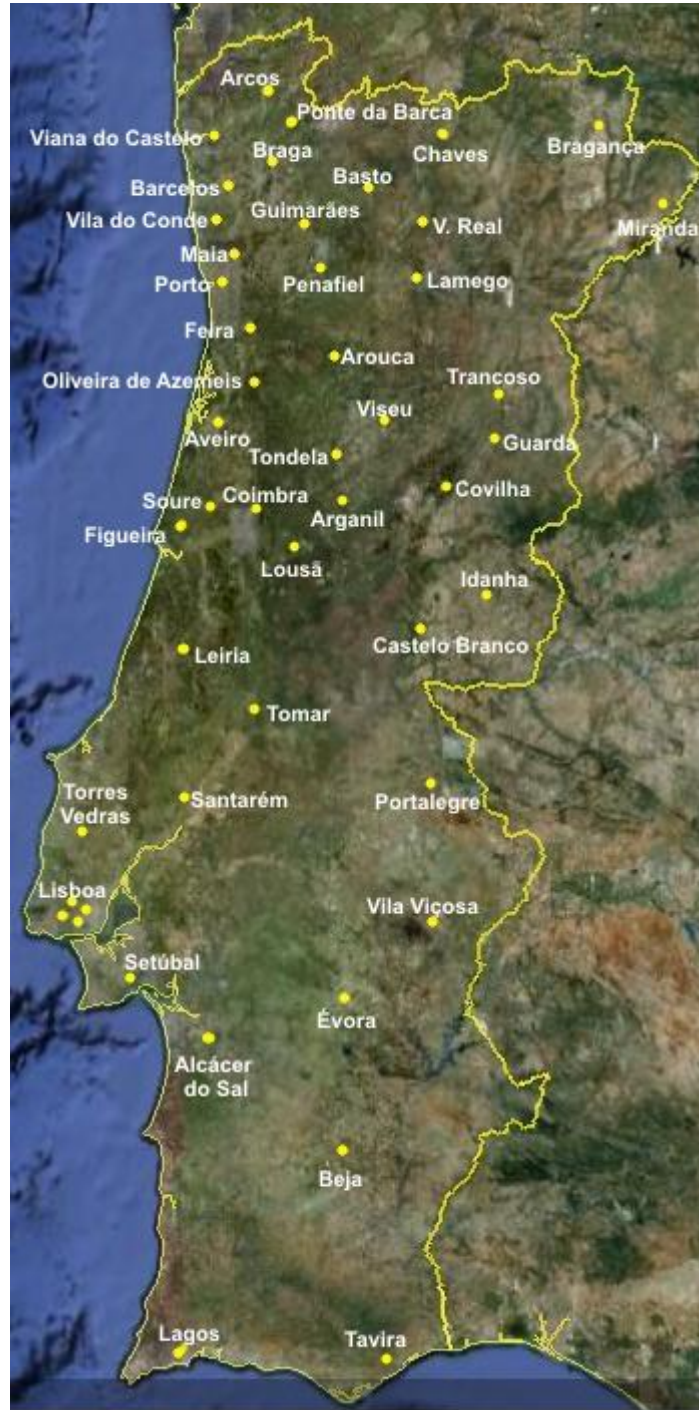 Arcos
Ponte da Barca
Viana do Castelo
Braga
Chaves
Bragança
Basto
Barcelos
Guimarães
Vila do Conde
V. Real
Miranda
Maia
Porto
Penafiel
Lamego
Feira
Arouca
Oliveira de Azemeis
Trancoso
Viseu
Aveiro
Guarda
Tondela
Covilha
Soure
Coimbra
Arganil
Figueira
Lousã
Idanha
Castelo Branco
Leiria
Tomar
Torres
Vedras
Santarém
Portalegre
Lisboa
Vila Viçosa
Setúbal
Évora
Alcácer
do Sal
Beja
Lagos
Tavira